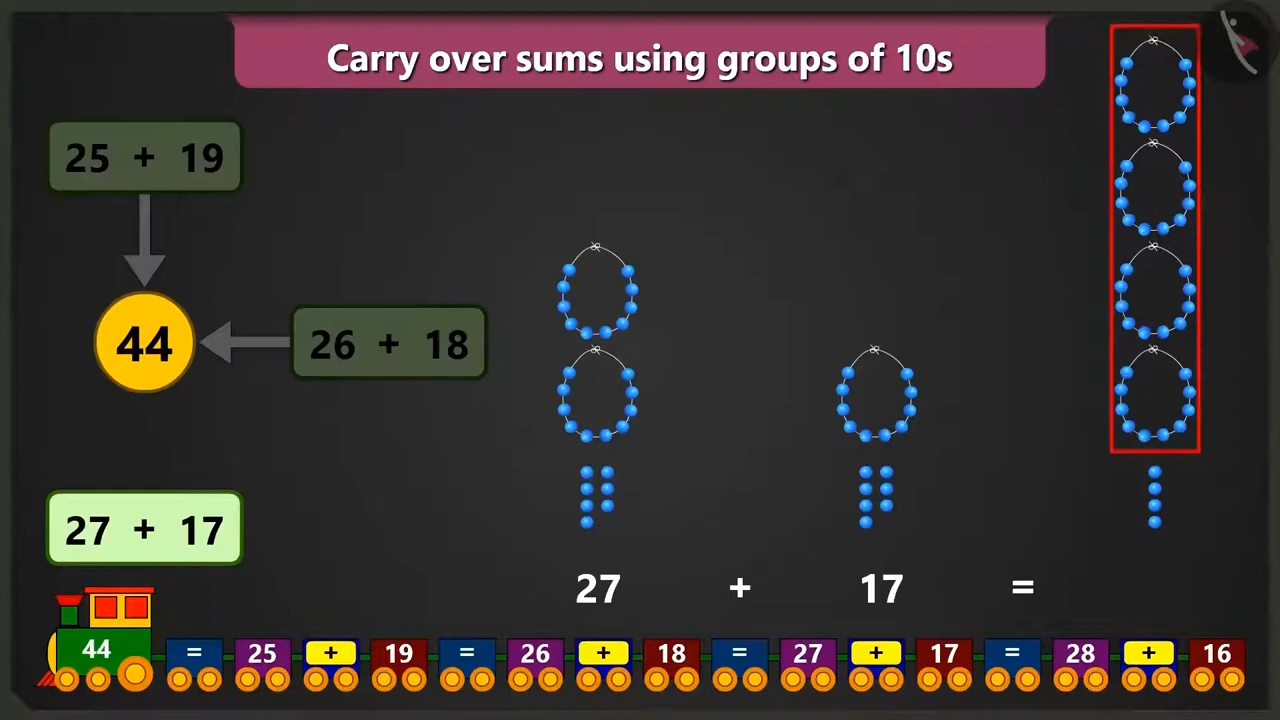 Carry over sums using groups of 10s
25 + 19
44
26 + 18
27 + 17
27 + 17 =
44 = 25 + 19 = 26 + 18 = 27 + 17 = 28 + 16